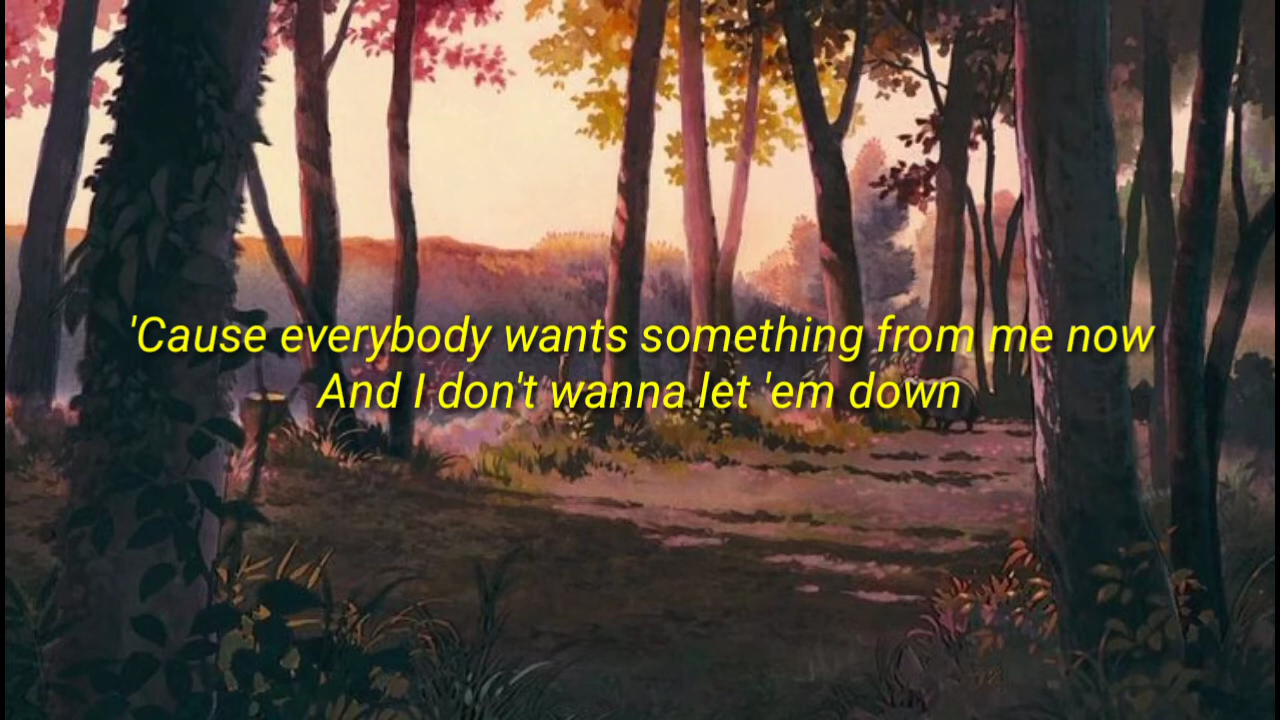 'Cause everybody wants something from me now
And I don't wanna let 'em down